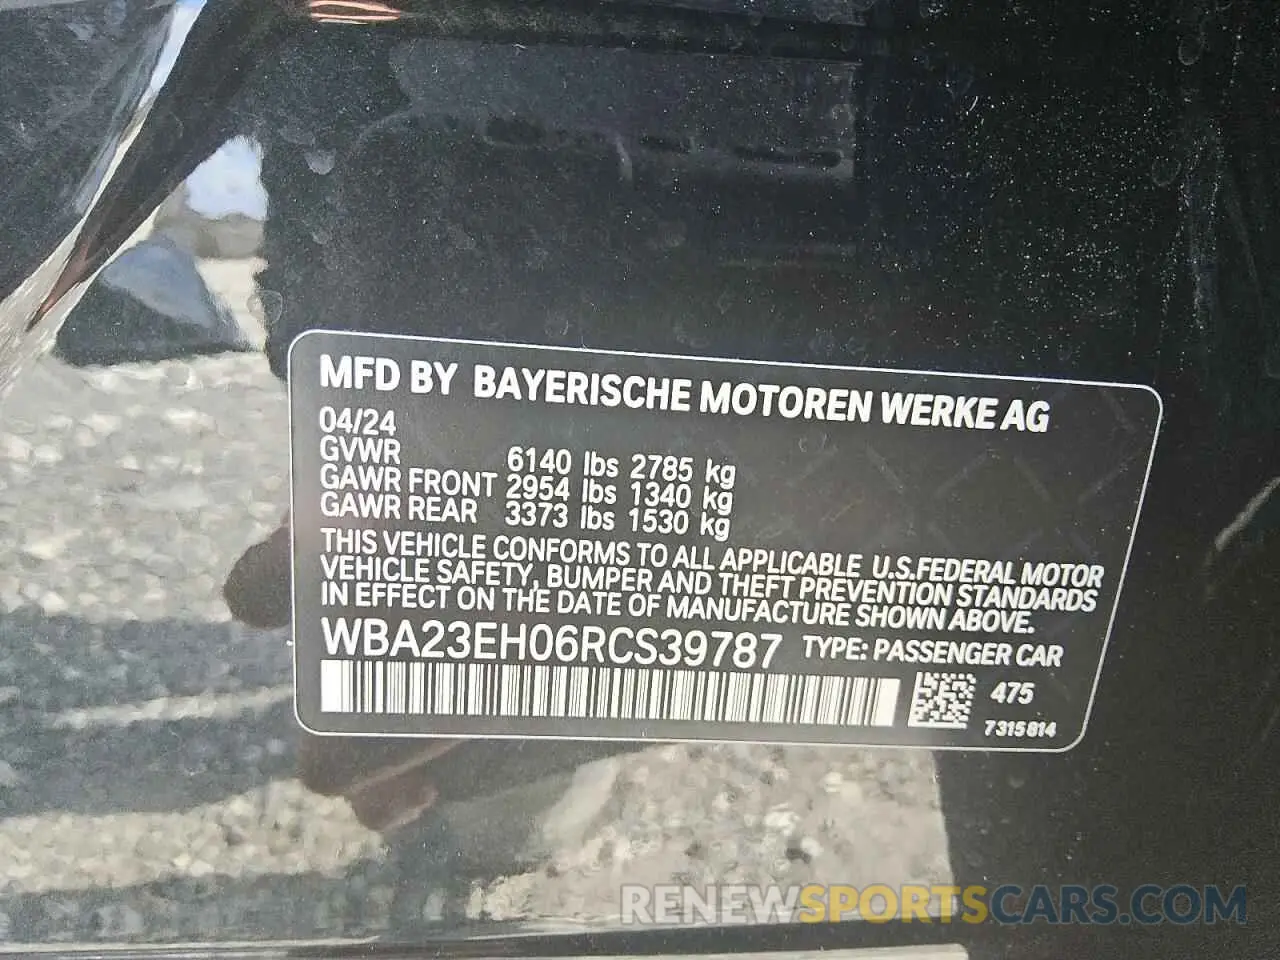 MFD BY BAYERISCHE MOTOREN WERKE AG
04/24
GVWR 6140 lbs 2785 kg
GAWR FRONT 2954 lbs 1340 kg
GAWR REAR 3373 lbs 1530 kg
THIS VEHICLE CONFORMS TO ALL APPLICABLE U.S.FEDERAL MOTOR
VEHICLE SAFETY, BUMPER AND THEFT PREVENTION STANDARDS
IN EFFECT ON THE DATE OF MANUFACTURE SHOWN ABOVE.
WBA23EH06RCS39787 TYPE: PASSENGER CAR
475
7315814
RENEWSPORTSCARS.COM